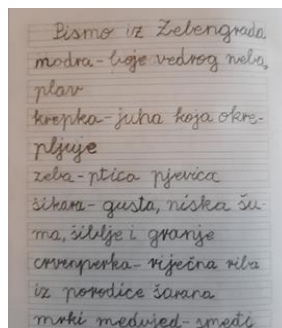 Pismo iz Zebengrada
modra - boje vedrog neba,
plav
krepka - juha koja okre-
pljuje
zeba - ptica pjevica
šikara - gusta, niska šu-
ma, šiblje i granje
crvenperka - riječna riba
iz porodice šarana
mrki medvjed - smeđi